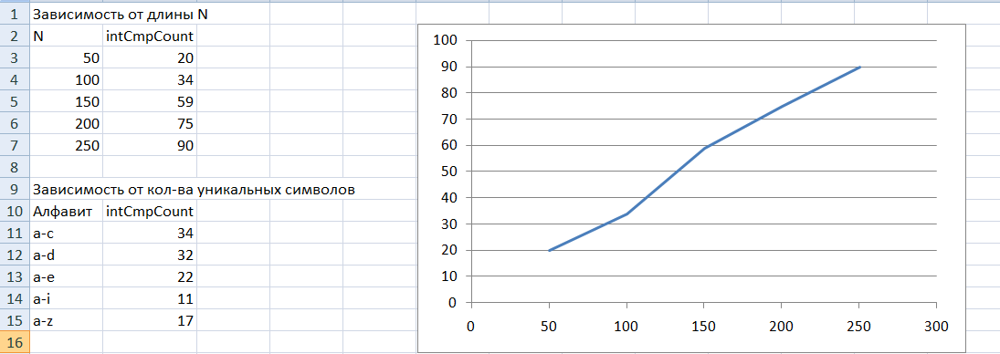 1 Зависимость от длины N
2 N intCmpCount
3 50 20
4 100 34
5 150 59
6 200 75
7 250 90
8
9 Зависимость от кол-ва уникальных символов
10 Алфавит intCmpCount
11 a-c 34
12 a-d 32
13 a-e 22
14 a-i 11
15 a-z 17
16
100
90
80
70
60
50
40
30
20
10
0
0 50 100 150 200 250 300